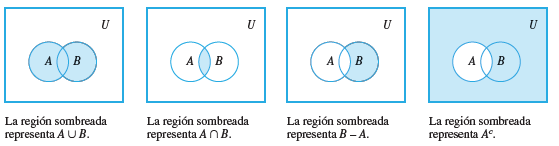 U
A B
La región sombreada
representa A ∪ B.
U
A B
La región sombreada
representa A ∩ B.
U
A B
La región sombreada
representa B – A.
U
A B
La región sombreada
representa Aᶜ.